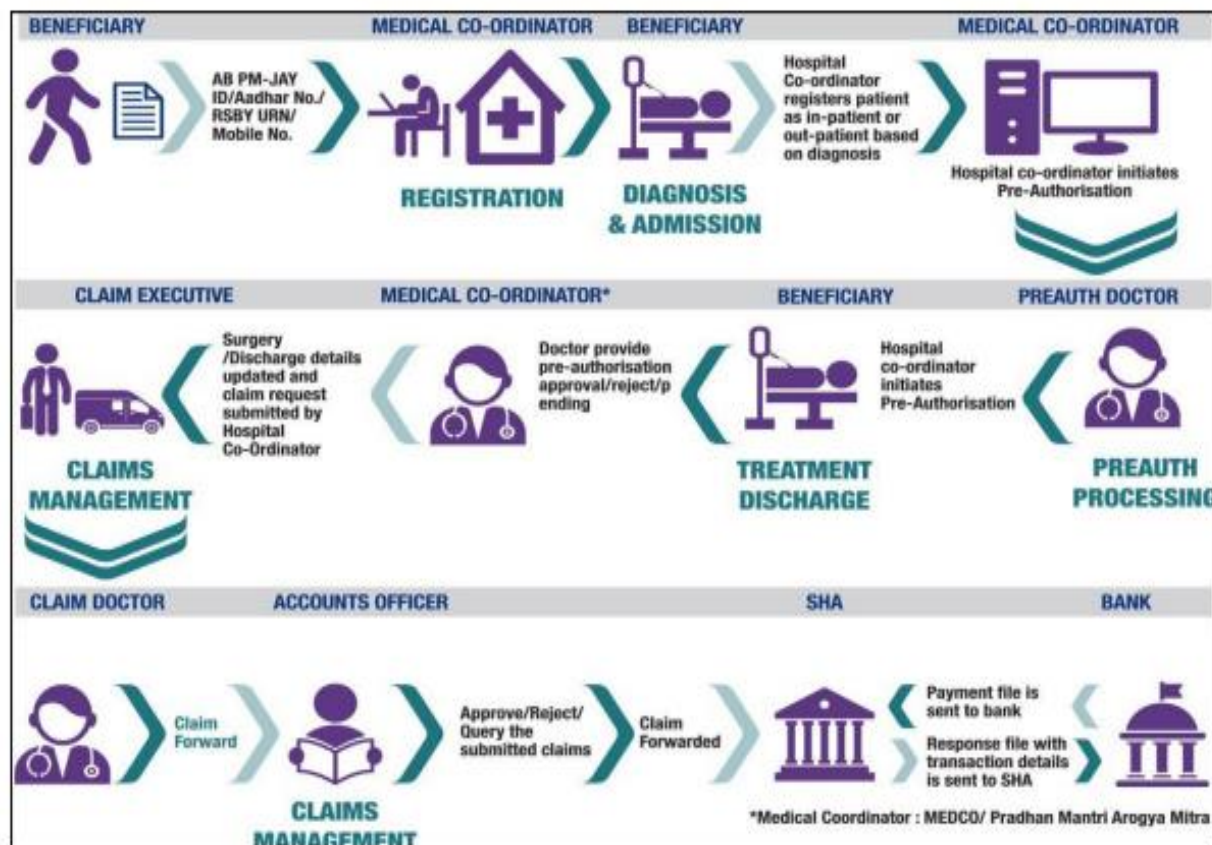 BENEFICIARY
MEDICAL CO-ORDINATOR
BENEFICIARY
MEDICAL CO-ORDINATOR
AB PM-JAY
ID/Aadhar No./
RSBY URN/
Mobile No.
REGISTRATION
DIAGNOSIS
& ADMISSION
Hospital
Co-ordinator
registers patient
as in-patient or
out-patient based
on diagnosis
Hospital co-ordinator initiates
Pre-Authorisation
PREAUTH DOCTOR
BENEFICIARY
MEDICAL CO-ORDINATOR*
CLAIM EXECUTIVE
PREAUTH
PROCESSING
Hospital
co-ordinator
initiates
Pre-Authorisation
TREATMENT
DISCHARGE
Doctor provide
pre-authorisation
approval/reject/p
ending
Surgery
/Discharge details
updated and
claim request
submitted by
Hospital
Co-Ordinator
CLAIMS
MANAGEMENT
CLAIM DOCTOR
ACCOUNTS OFFICER
SHA
BANK
Claim
Forward
CLAIMS
MANAGEMENT
Approve/Reject/
Query the
submitted claims
Claim
Forwarded
Payment file is
sent to bank
Response file with
transaction details
is sent to SHA
*Medical Coordinator : MEDCO/ Pradhan Mantri Arogya Mitra